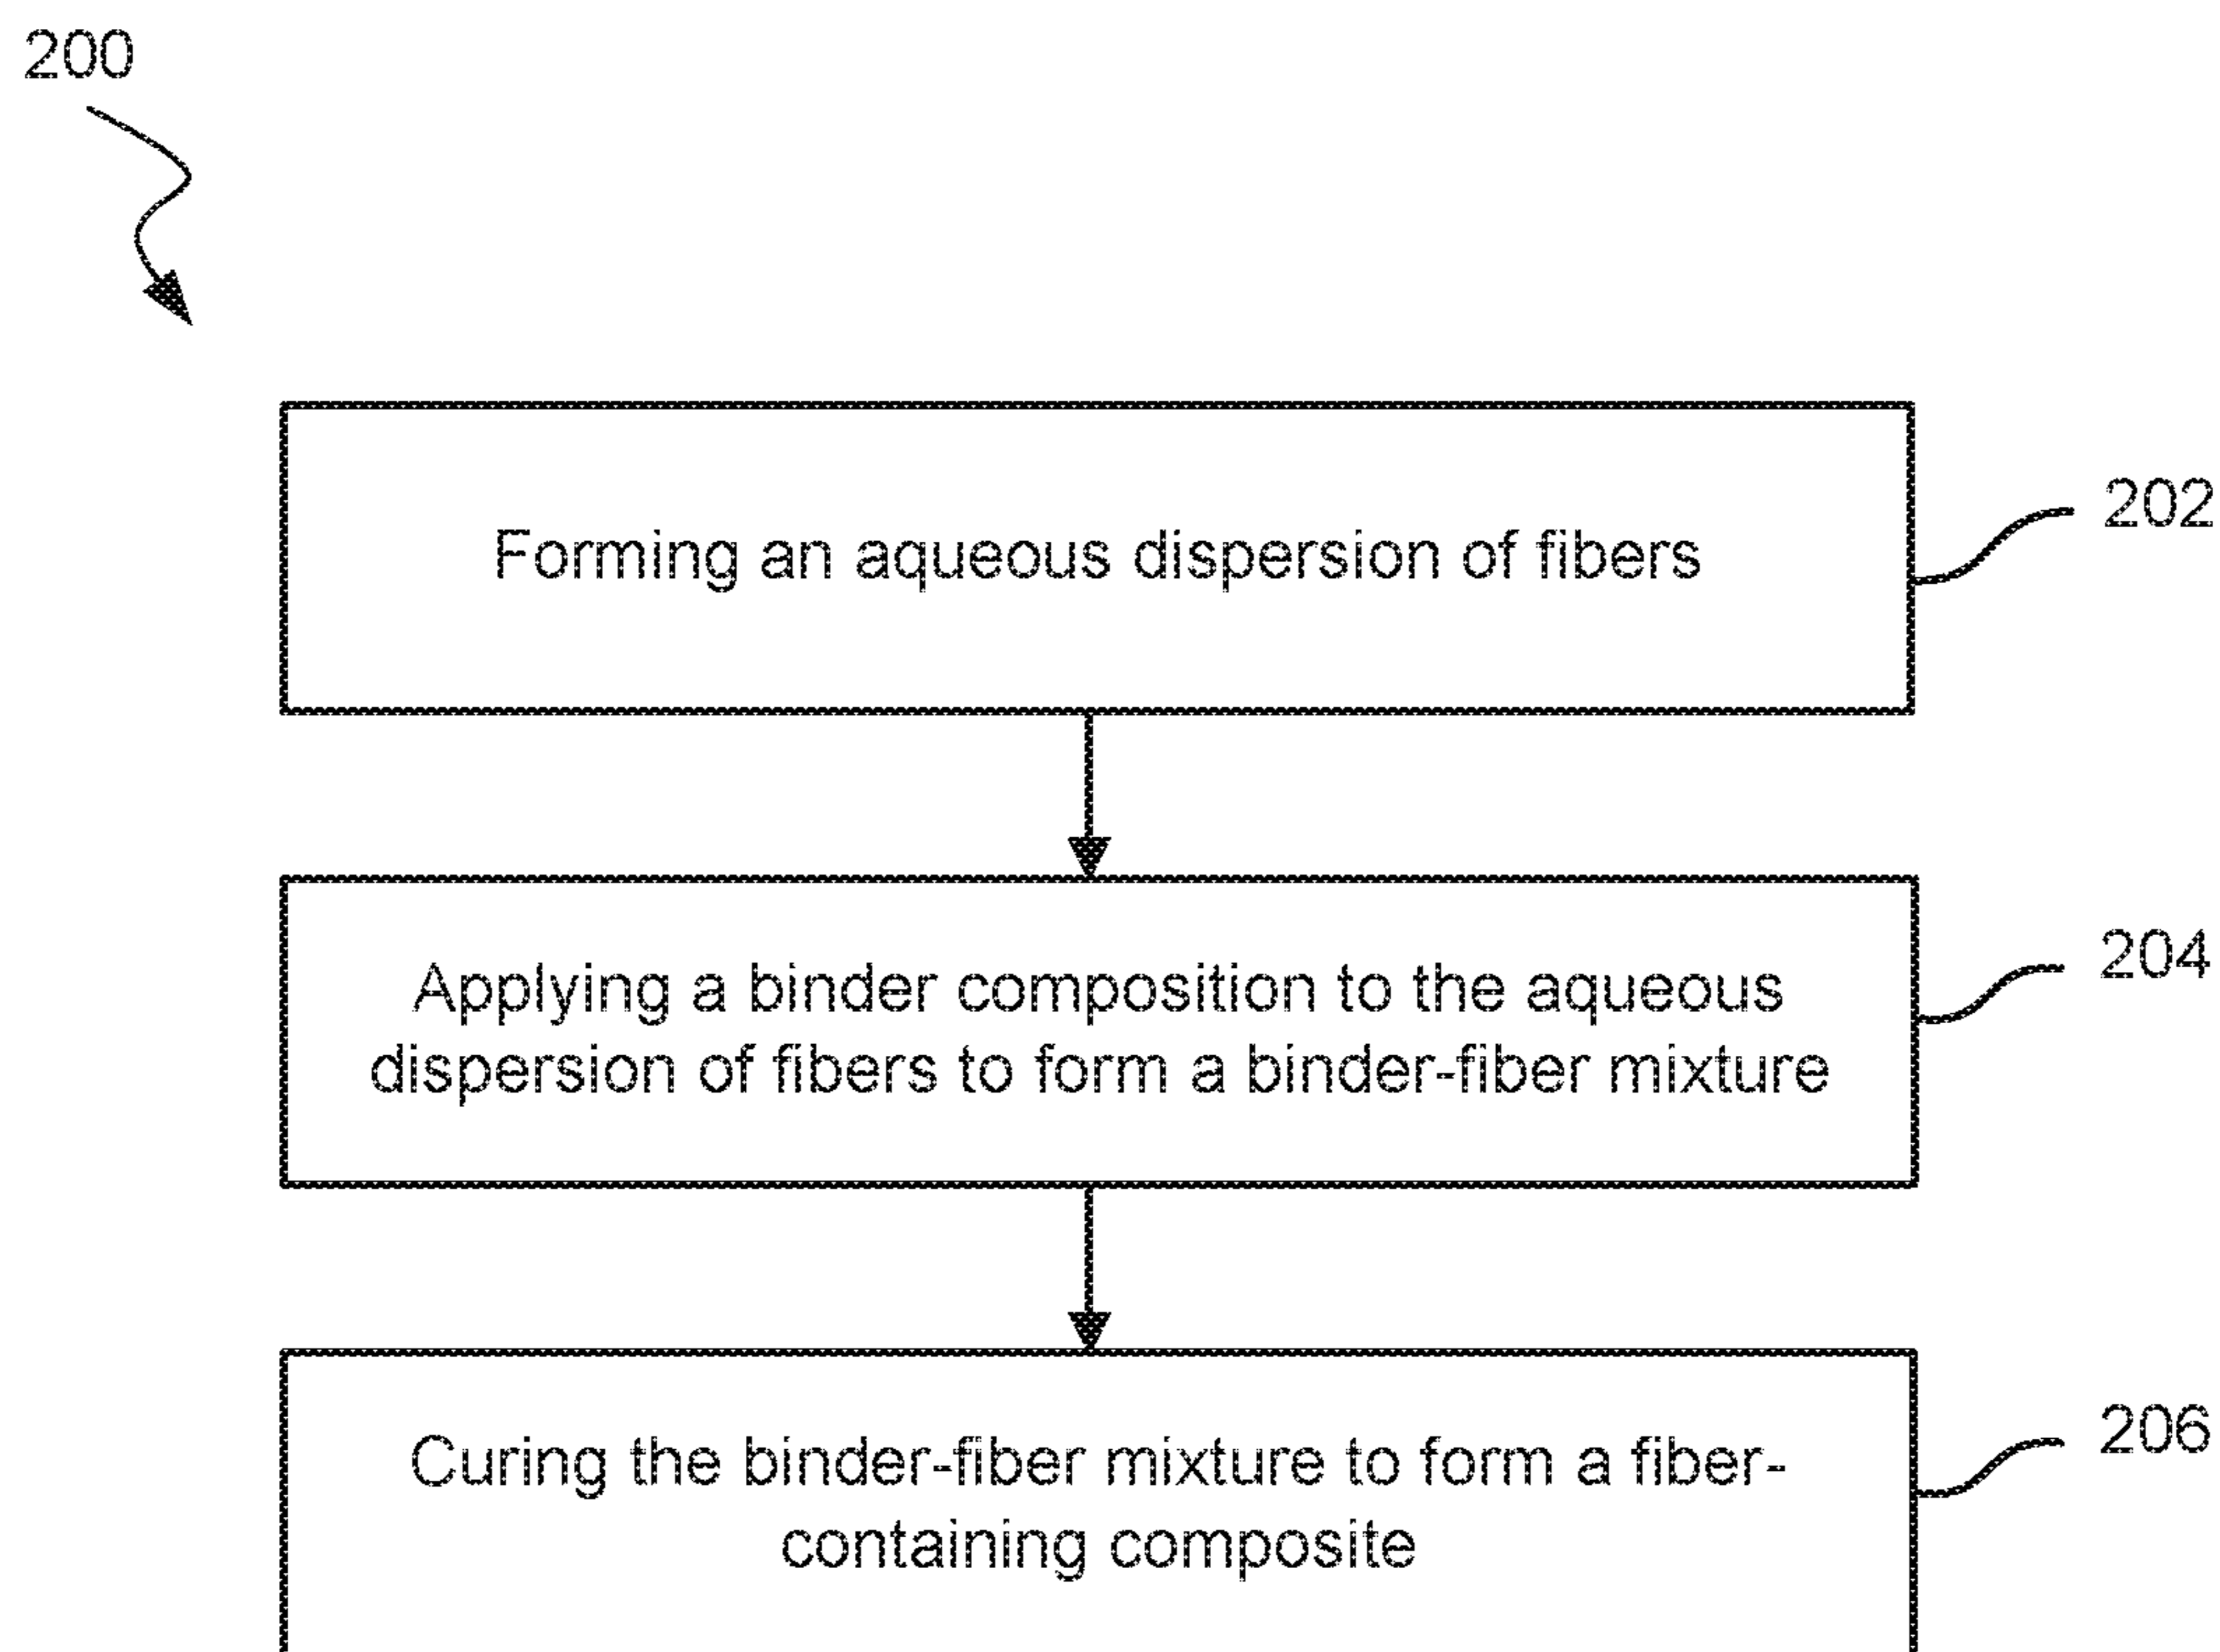 200
Forming an aqueous dispersion of fibers
202
Applying a binder composition to the aqueous
dispersion of fibers to form a binder-fiber mixture
204
Curing the binder-fiber mixture to form a fiber-
containing composite
206